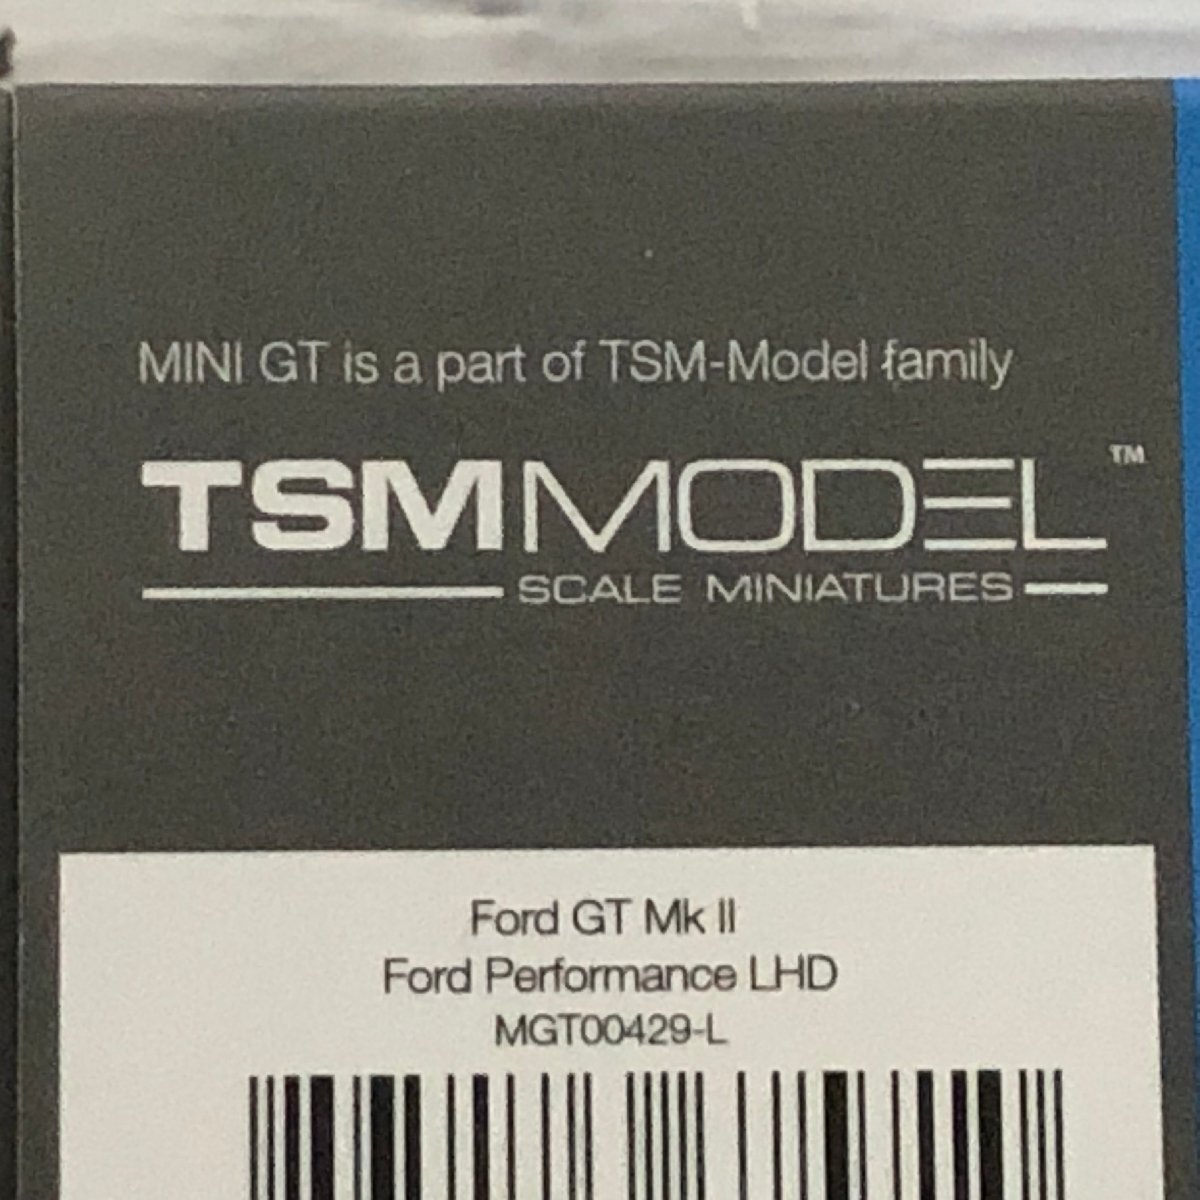 MINI GT is a part of TSM-Model family
TSMMODEL™
SCALE MINIATURES
Ford GT Mk II
Ford Performance LHD
MGT00429-L